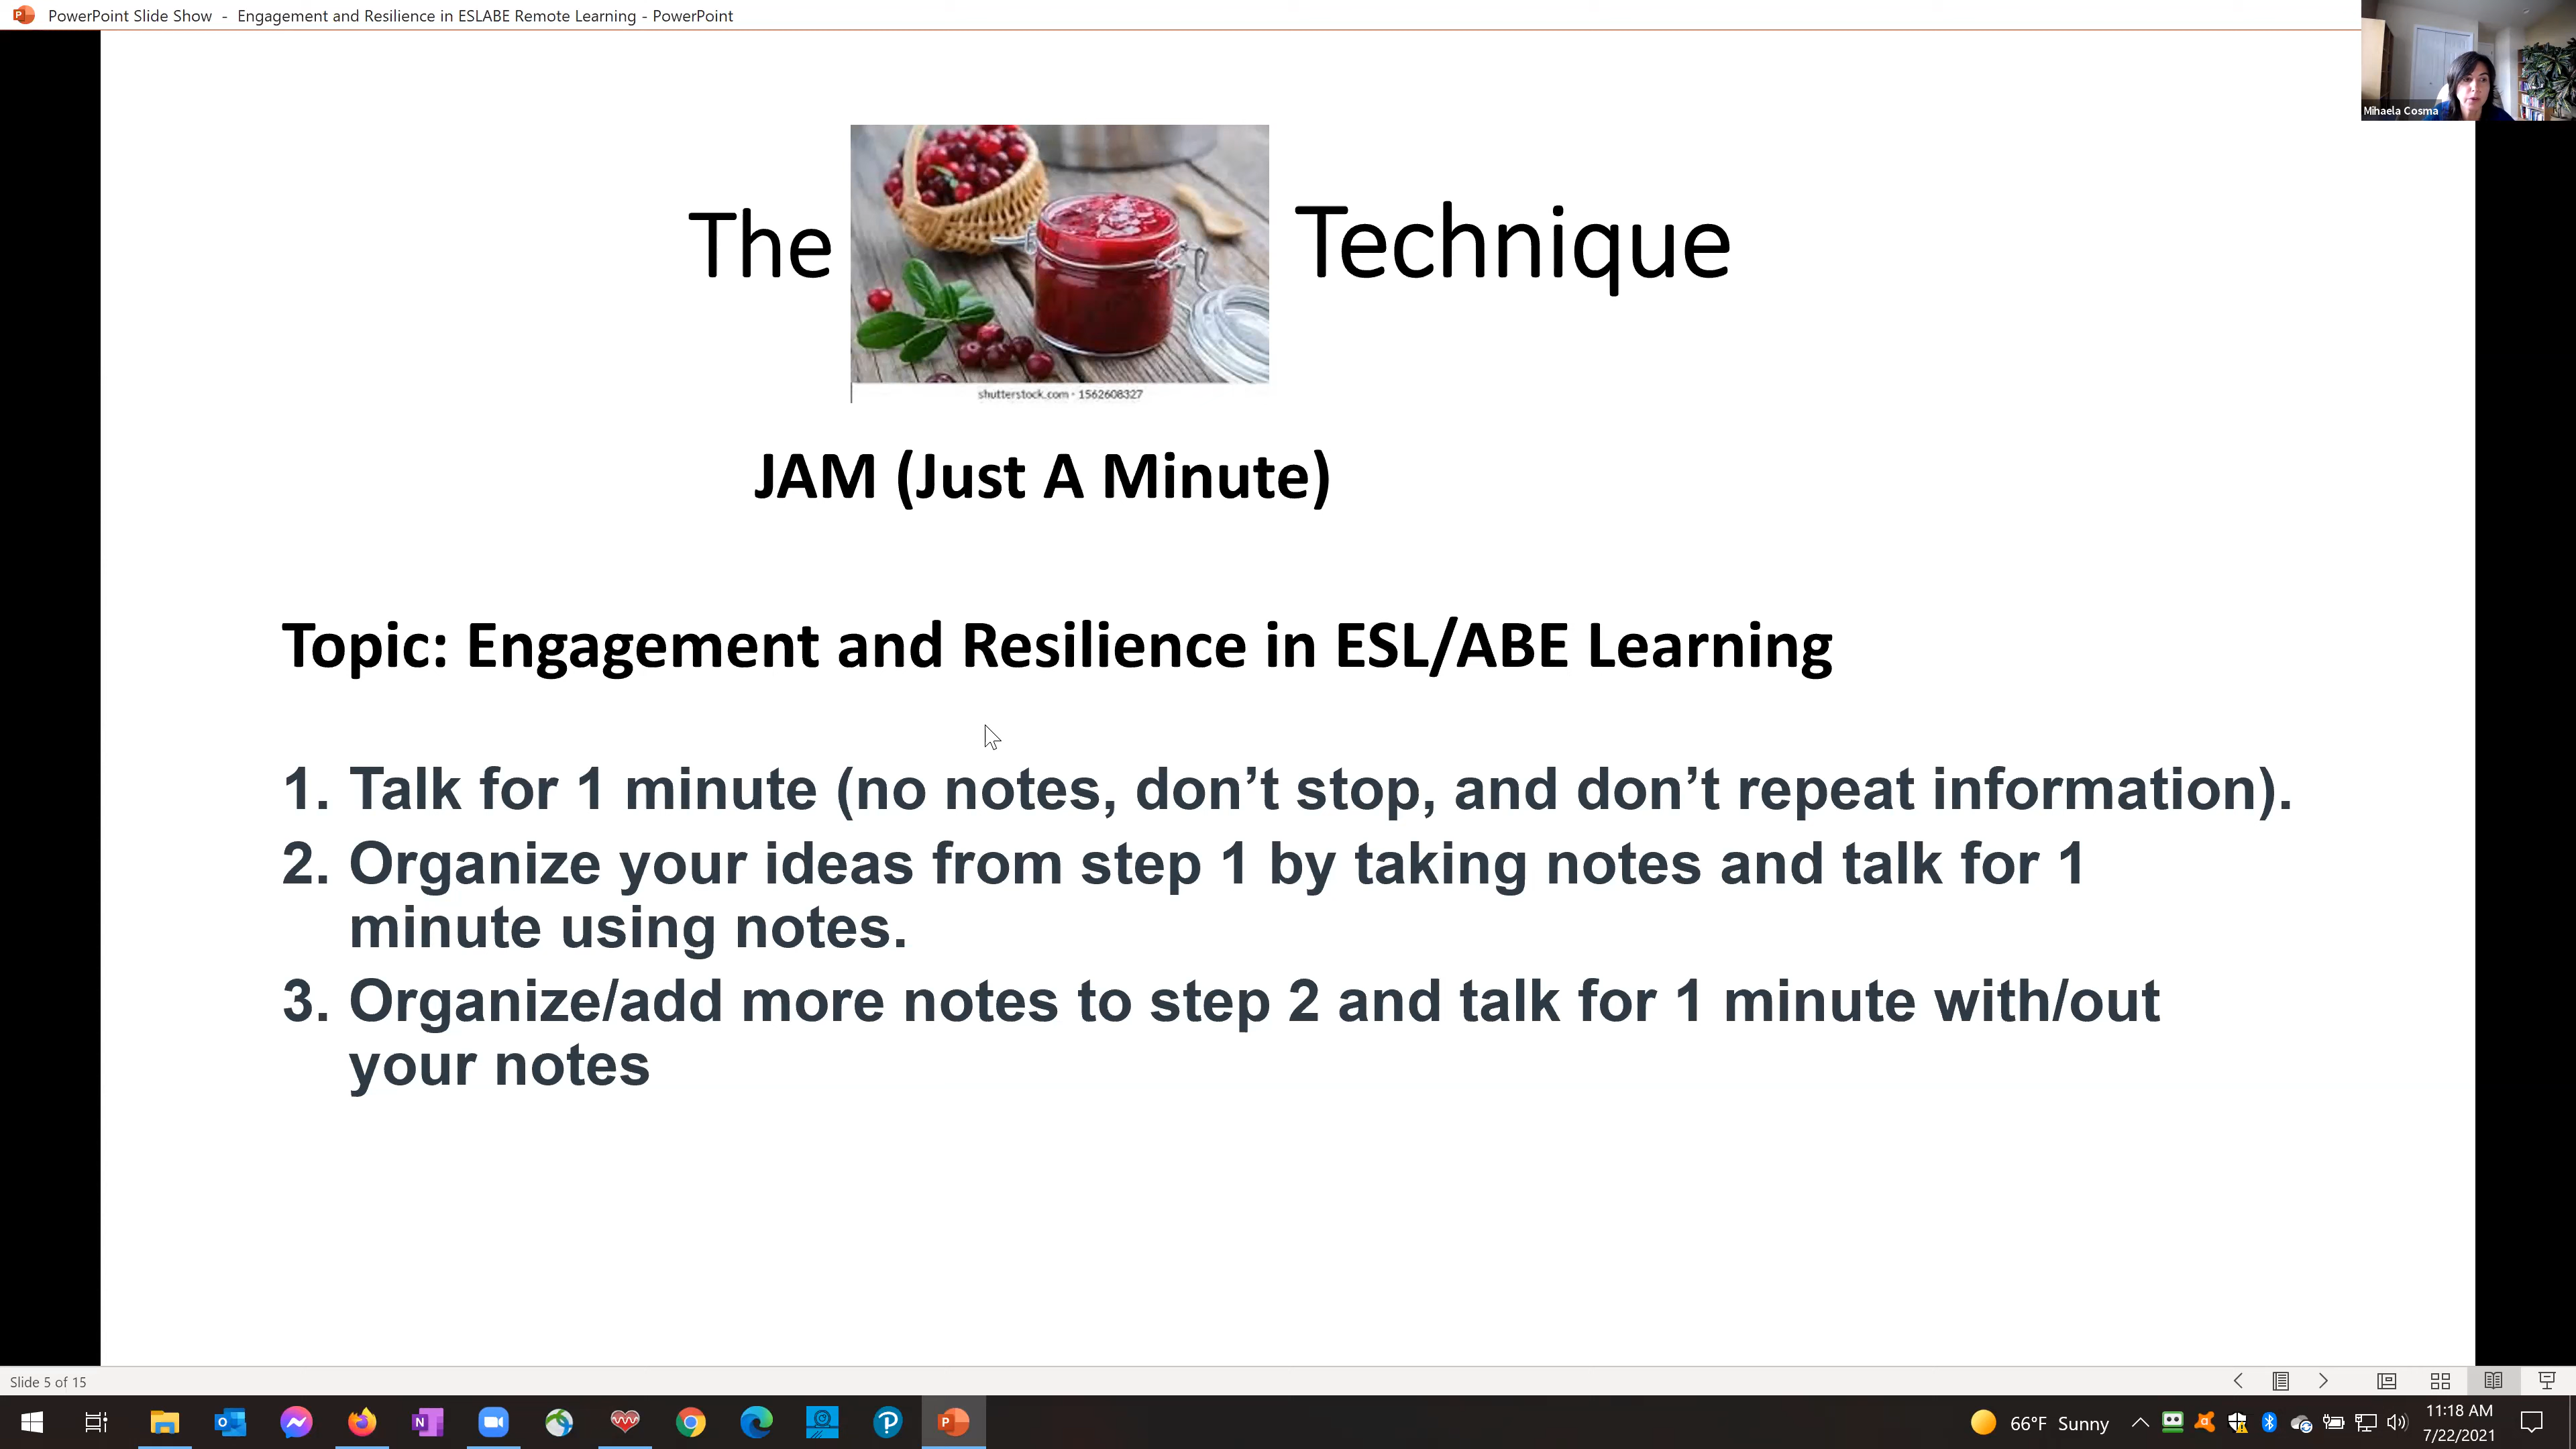 PowerPoint Slide Show - Engagement and Resilience in ESLABE Remote Learning - PowerPoint
Mihaela Cosma
The Technique
shutterstock.com · 1562608327
JAM (Just A Minute)
Topic: Engagement and Resilience in ESL/ABE Learning
1. Talk for 1 minute (no notes, don’t stop, and don’t repeat information).
2. Organize your ideas from step 1 by taking notes and talk for 1
minute using notes.
3. Organize/add more notes to step 2 and talk for 1 minute with/out
your notes
Slide 5 of 15
66°F Sunny
11:18 AM
7/22/2021